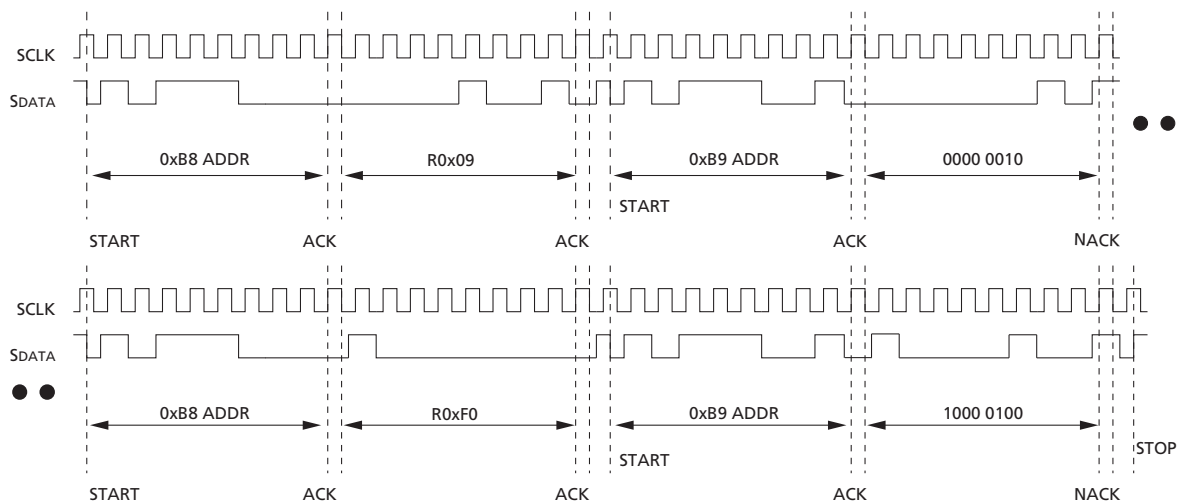 SCLK
SDATA
0xB8 ADDR R0x09 0xB9 ADDR 0000 0010
START
START ACK ACK ACK NACK
SCLK
SDATA
0xB8 ADDR R0xF0 0xB9 ADDR 1000 0100
START STOP
START ACK ACK ACK NACK